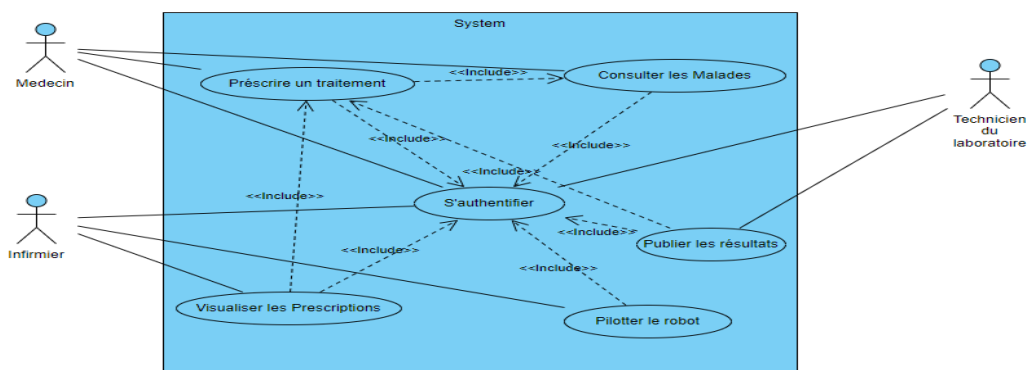 System
Medecin
Préscrire un traitement
<<Include>>
Consulter les Malades
Technicien
du
laboratoire
<<Include>>
<<Include>>
<<Include>>
<<Include>>
S'authentifier
Infirmier
<<Include>>
<<Include>>
Publier les résultats
<<Include>>
Visualiser les Prescriptions
Pilotter le robot